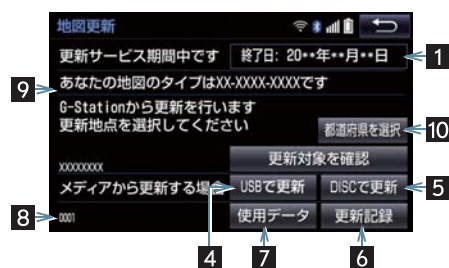 地図更新
更新サービス期間中です 終了日: 20**年**月**日 1
9 あなたの地図のタイプはXX-XXXX-XXXXです
G-Stationから更新を行います
更新地点を選択してください 都道府県を選択 10
xxxxxxxx 更新対象を確認
メディアから更新する場合 USBで更新 DISCで更新 5
8 0001 使用データ 更新記録
4 7 6